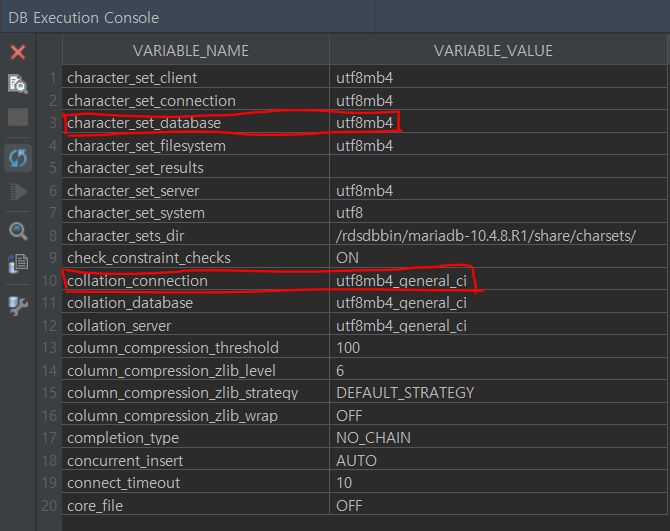 DB Execution Console
VARIABLE_NAME VARIABLE_VALUE
1 character_set_client utf8mb4
2 character_set_connection utf8mb4
3 character_set_database utf8mb4
4 character_set_filesystem utf8mb4
5 character_set_results
6 character_set_server utf8mb4
7 character_set_system utf8
8 character_sets_dir /rdsdbbin/mariadb-10.4.8.R1/share/charsets/
9 check_constraint_checks ON
10 collation_connection utf8mb4_general_ci
11 collation_database utf8mb4_general_ci
12 collation_server utf8mb4_general_ci
13 column_compression_threshold 100
14 column_compression_zlib_level 6
15 column_compression_zlib_strategy DEFAULT_STRATEGY
16 column_compression_zlib_wrap OFF
17 completion_type NO_CHAIN
18 concurrent_insert AUTO
19 connect_timeout 10
20 core_file OFF